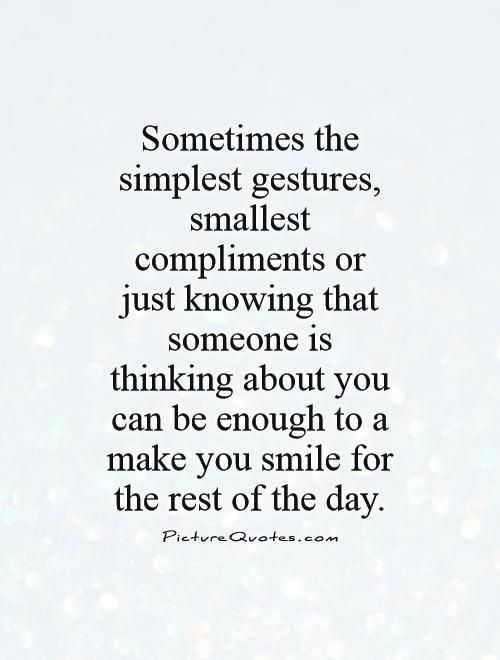 Sometimes the
simplest gestures,
smallest
compliments or
just knowing that
someone is
thinking about you
can be enough to a
make you smile for
the rest of the day.
PictureQuotes.com